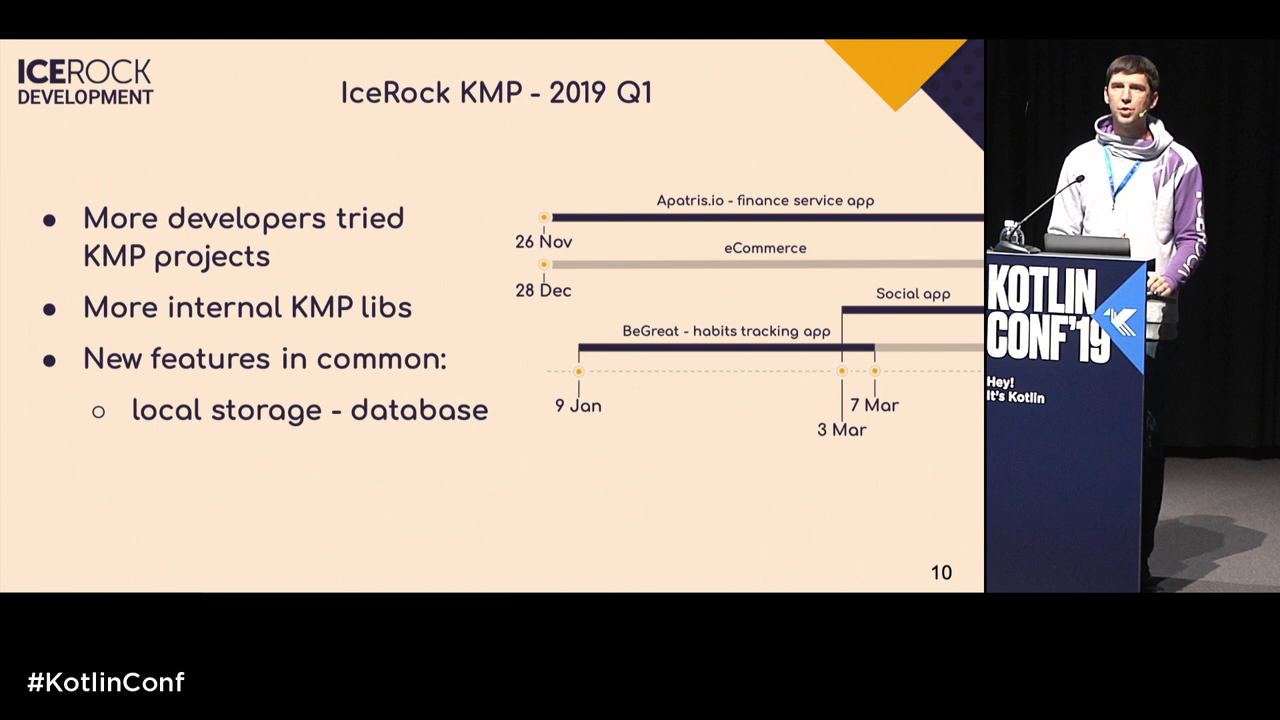 ICEROCK
DEVELOPMENT
IceRock KMP - 2019 Q1
● More developers tried
KMP projects
● More internal KMP libs
● New features in common:
○ local storage - database
Apatris.io - finance service app
26 Nov
eCommerce
28 Dec
Social app
BeGreat - habits tracking app
9 Jan
7 Mar
3 Mar
10
KOTLIN
CONF'19
Hey!
It's Kotlin
#KotlinConf